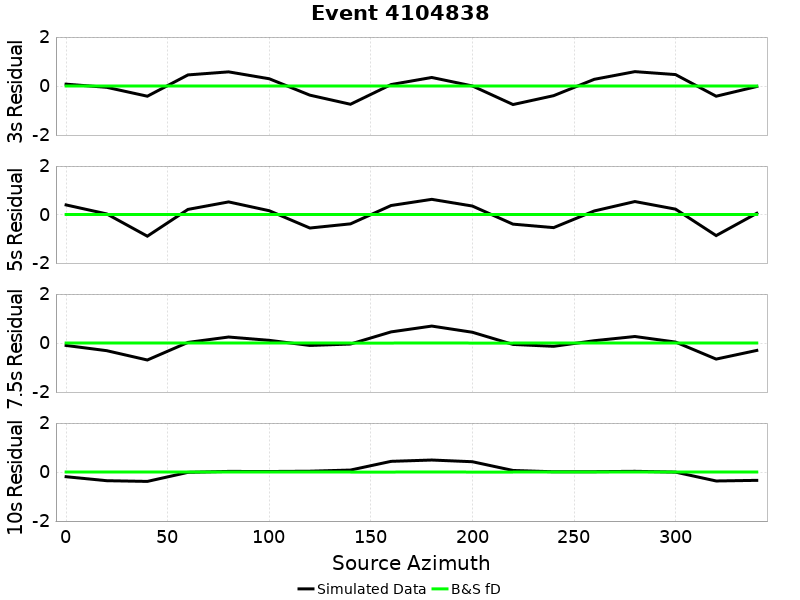 Event 4104838
3s Residual
2
0
-2
5s Residual
2
0
-2
7.5s Residual
2
0
-2
10s Residual
2
0
-2
0 50 100 150 200 250 300
Source Azimuth
Simulated Data B&S fD